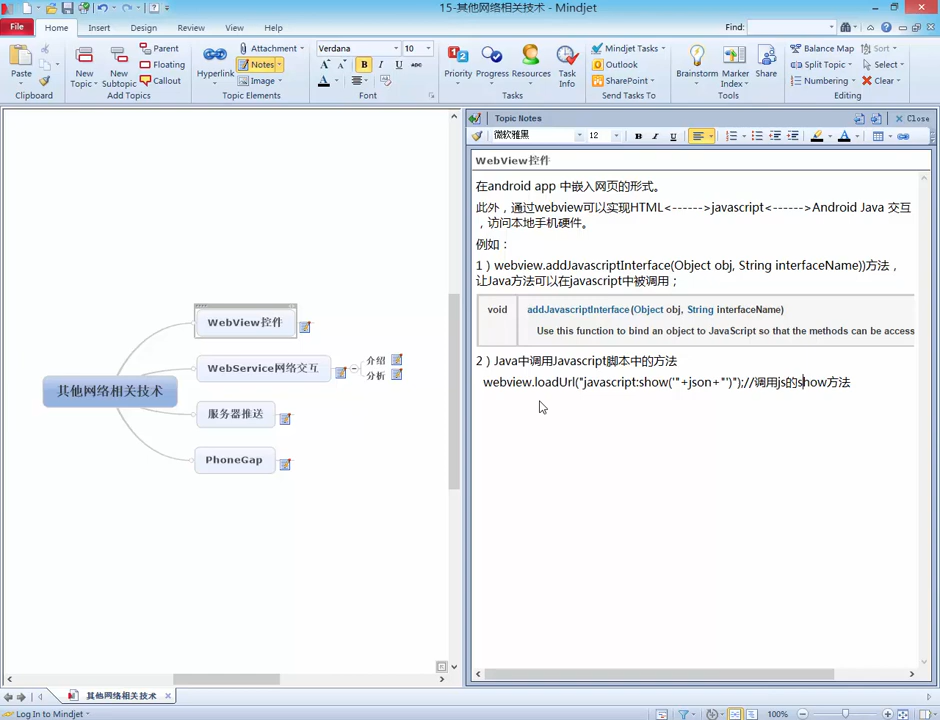 15-其他网络相关技术 - Mindjet
File Home Insert Design Review View Help Find:
Paste New Topic New Subtopic Parent Floating Callout Hyperlink Attachment Notes Image Verdana 10 Priority Progress Resources Task Info Mindjet Tasks Outlook SharePoint Brainstorm Marker Index Share Balance Map Split Topic Numbering Sort Select Clear
Clipboard Add Topics Topic Elements Font Tasks Send Tasks To Tools Editing
Topic Notes Close
微软雅黑 12
WebView控件
在android app 中嵌入网页的形式。
此外，通过webview可以实现HTML<------>javascript<------>Android Java 交互
，访问本地手机硬件。
例如：
1）webview.addJavascriptInterface(Object obj, String interfaceName))方法，
让Java方法可以在javascript中被调用；
void addJavascriptInterface(Object obj, String interfaceName)
Use this function to bind an object to JavaScript so that the methods can be access
2）Java中调用Javascript脚本中的方法
webview.loadUrl("javascript:show('"+json+"')");//调用js的show方法
其他网络相关技术
WebView控件
WebService网络交互
介绍
分析
服务器推送
PhoneGap
其他网络相关技术
Log In to Mindjet 100%